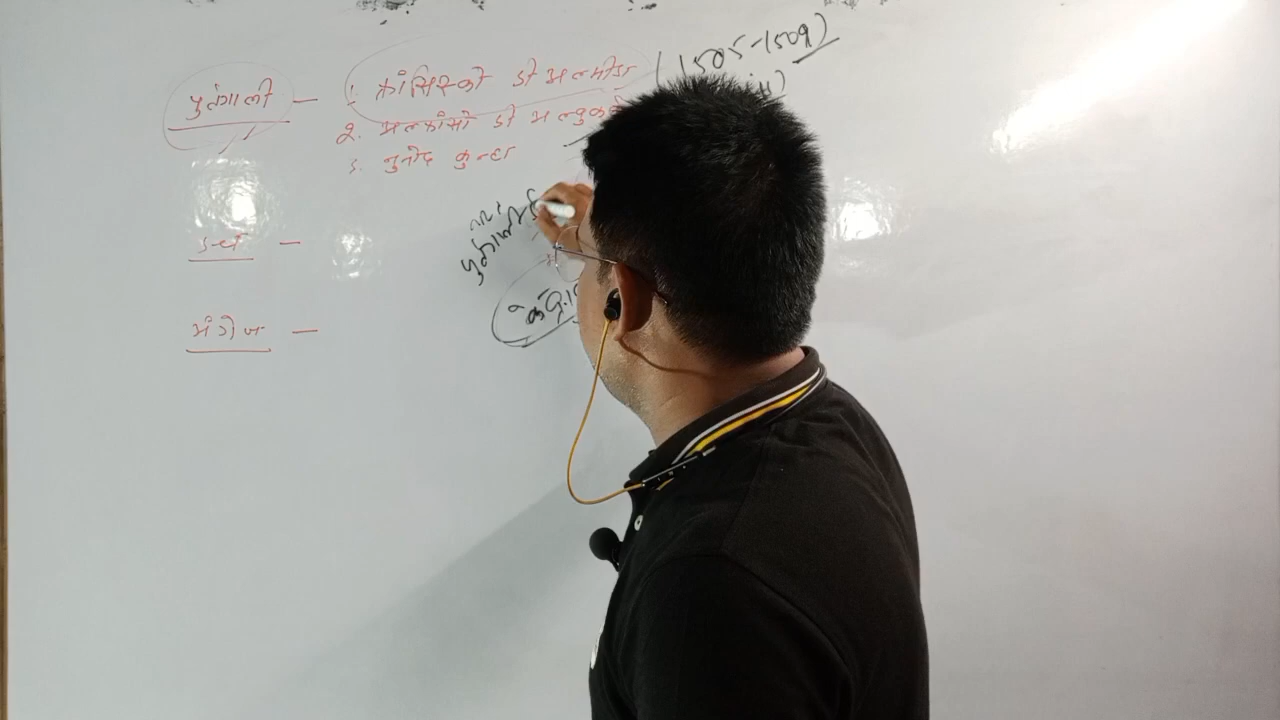 पुर्तगाली — 1. फ्रांसिस्को डी अल्मीडा (1505-1509)
2. अल्फांसो डी अल्बुकर्क
3. नुनोद कुन्हा
पुर्तगाली
डच —
अंग्रेज —